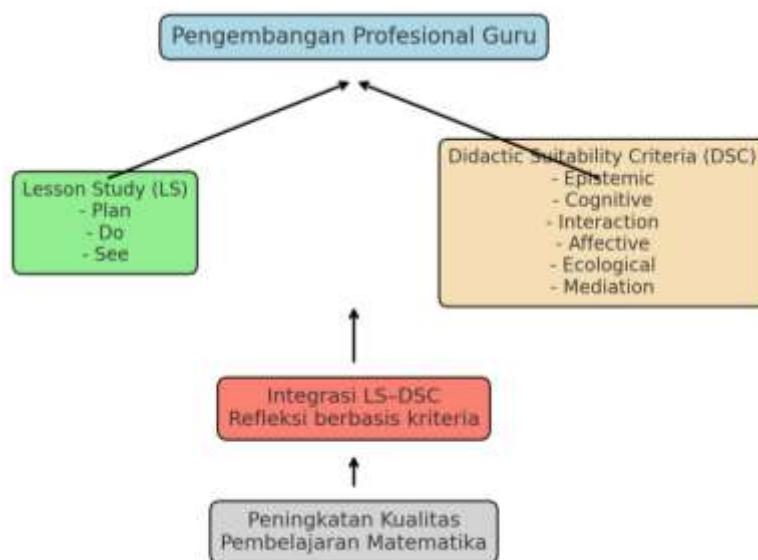 Pengembangan Profesional Guru
Lesson Study (LS)
- Plan
- Do
- See
Didactic Suitability Criteria (DSC)
- Epistemic
- Cognitive
- Interaction
- Affective
- Ecological
- Mediation
Integrasi LS–DSC
Refleksi berbasis kriteria
Peningkatan Kualitas
Pembelajaran Matematika